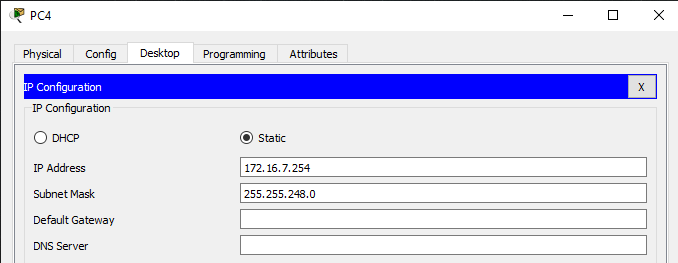 PC4
Physical Config Desktop Programming Attributes
IP Configuration X
IP Configuration
DHCP Static
IP Address 172.16.7.254
Subnet Mask 255.255.248.0
Default Gateway
DNS Server